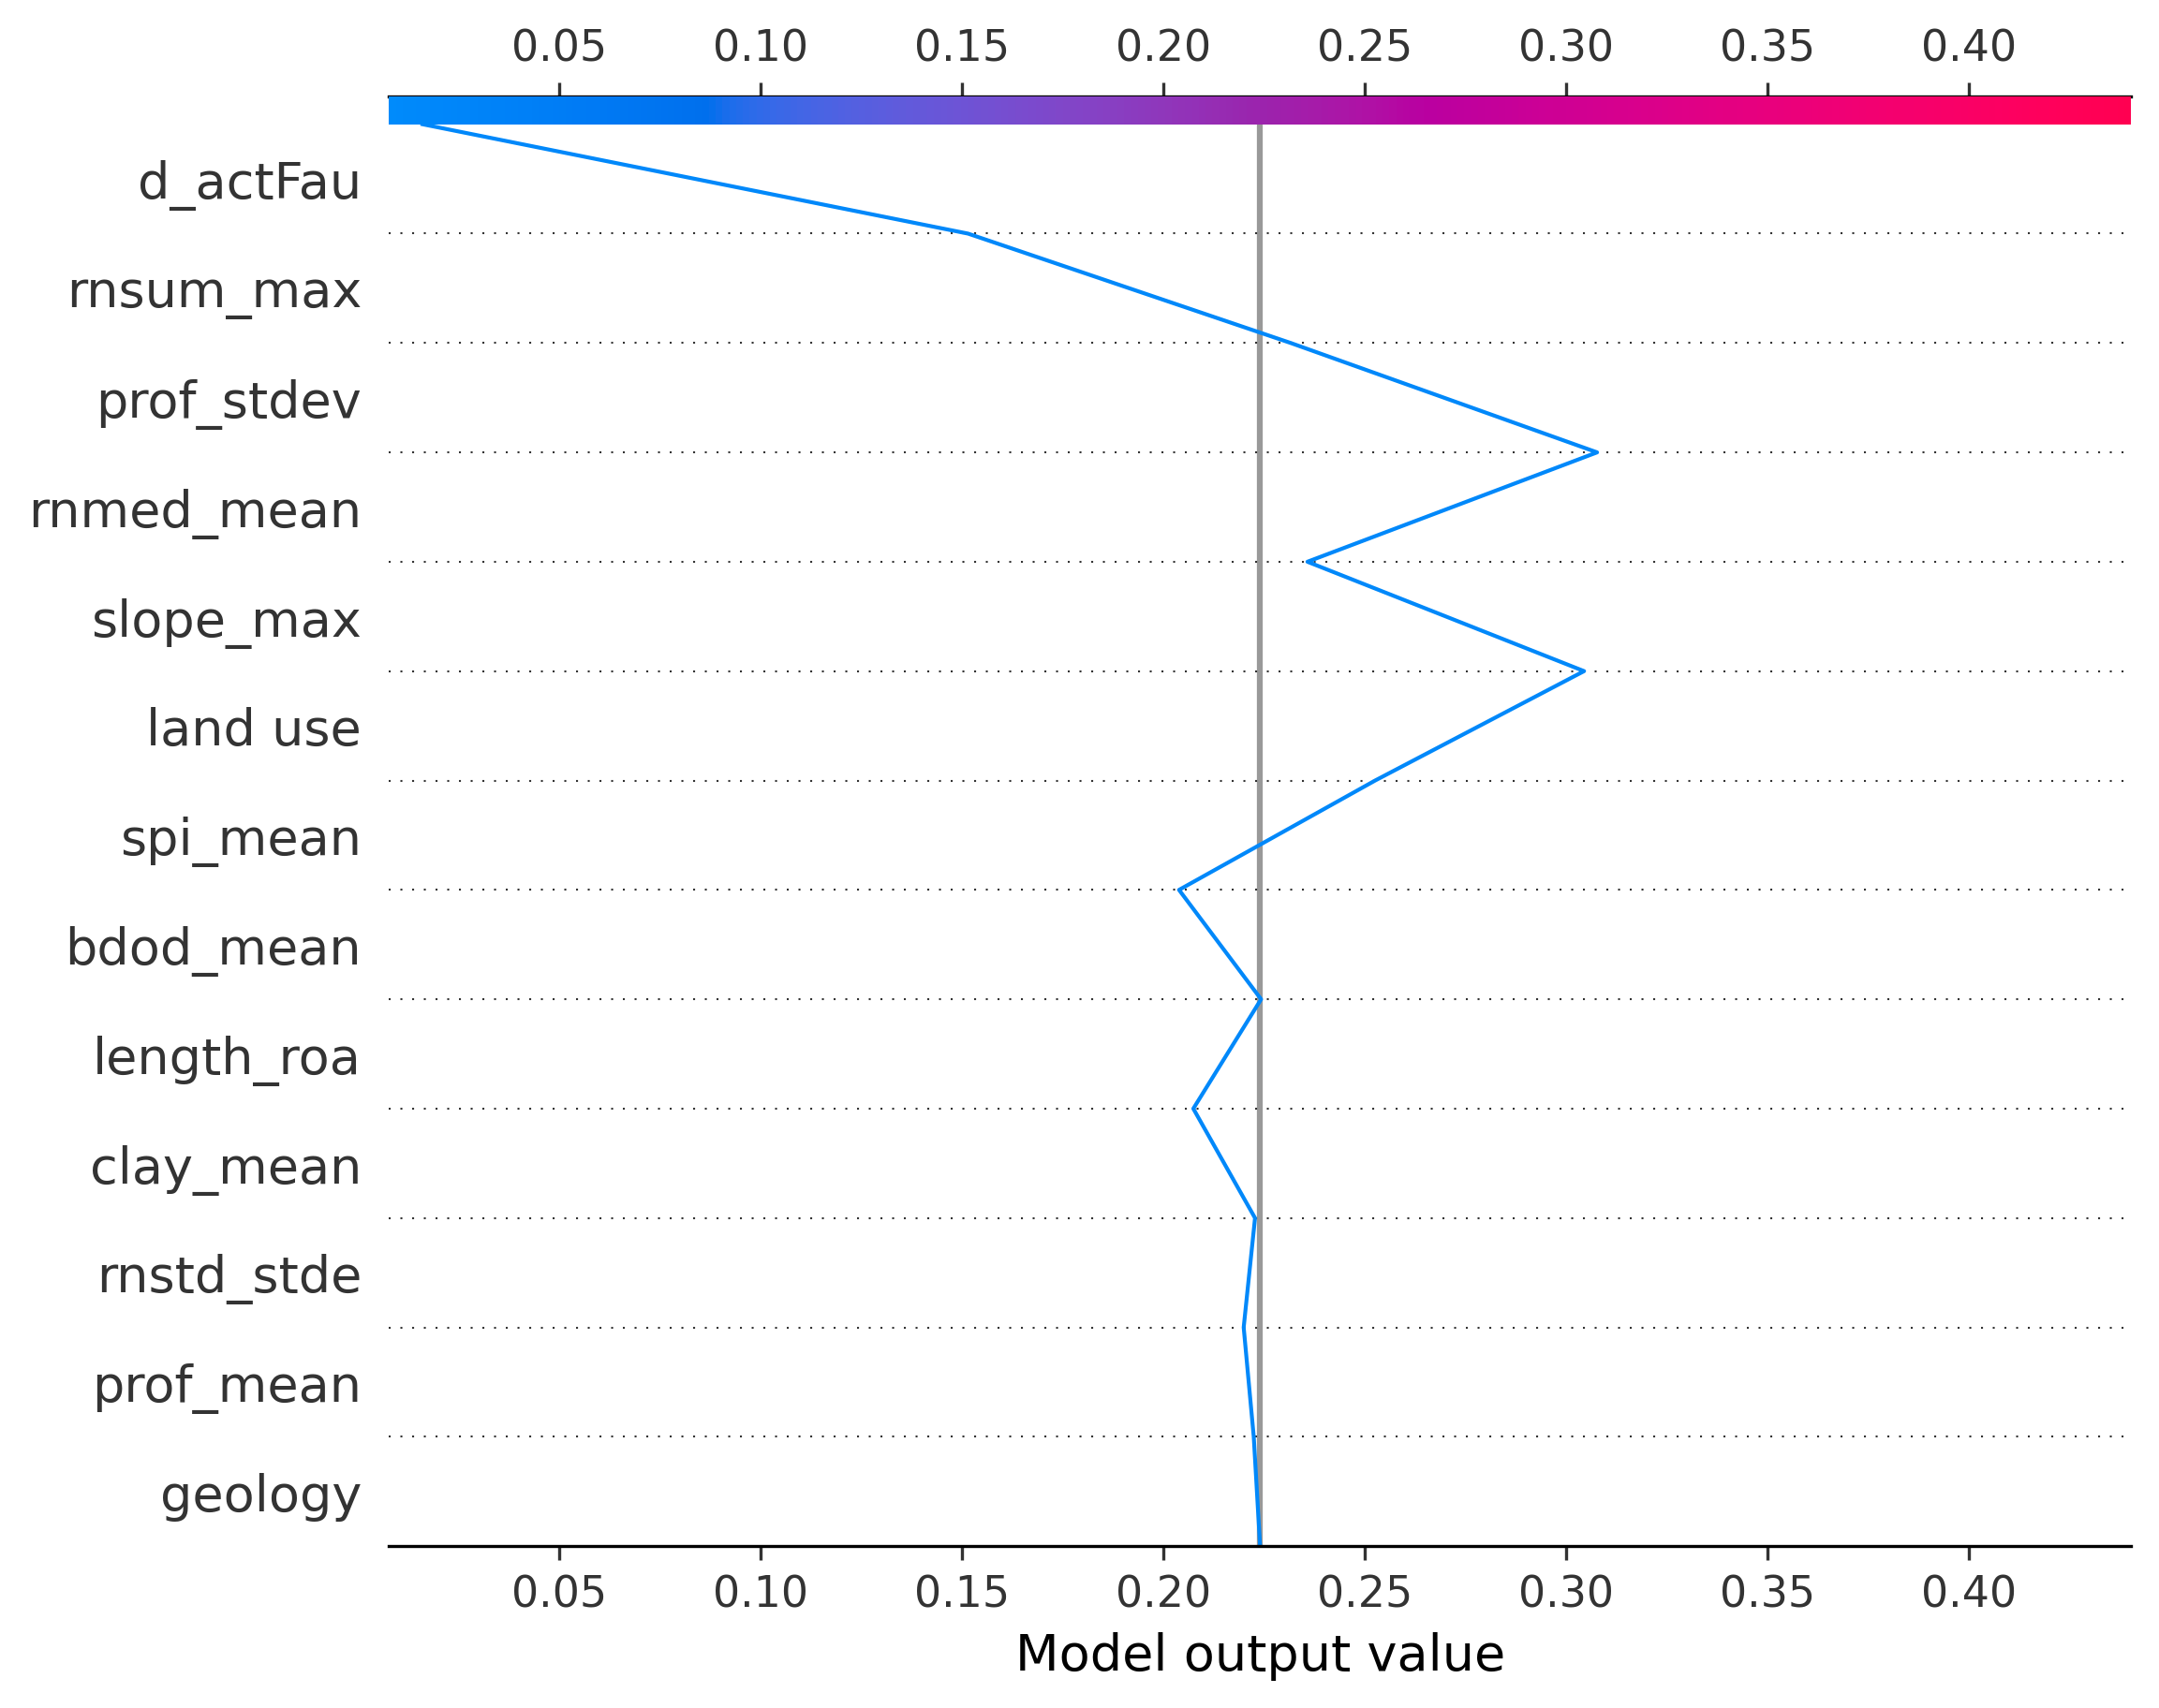 0.05 0.10 0.15 0.20 0.25 0.30 0.35 0.40
d_actFau
rnsum_max
prof_stdev
rnmed_mean
slope_max
land use
spi_mean
bdod_mean
length_roa
clay_mean
rnstd_stde
prof_mean
geology
0.05 0.10 0.15 0.20 0.25 0.30 0.35 0.40
Model output value